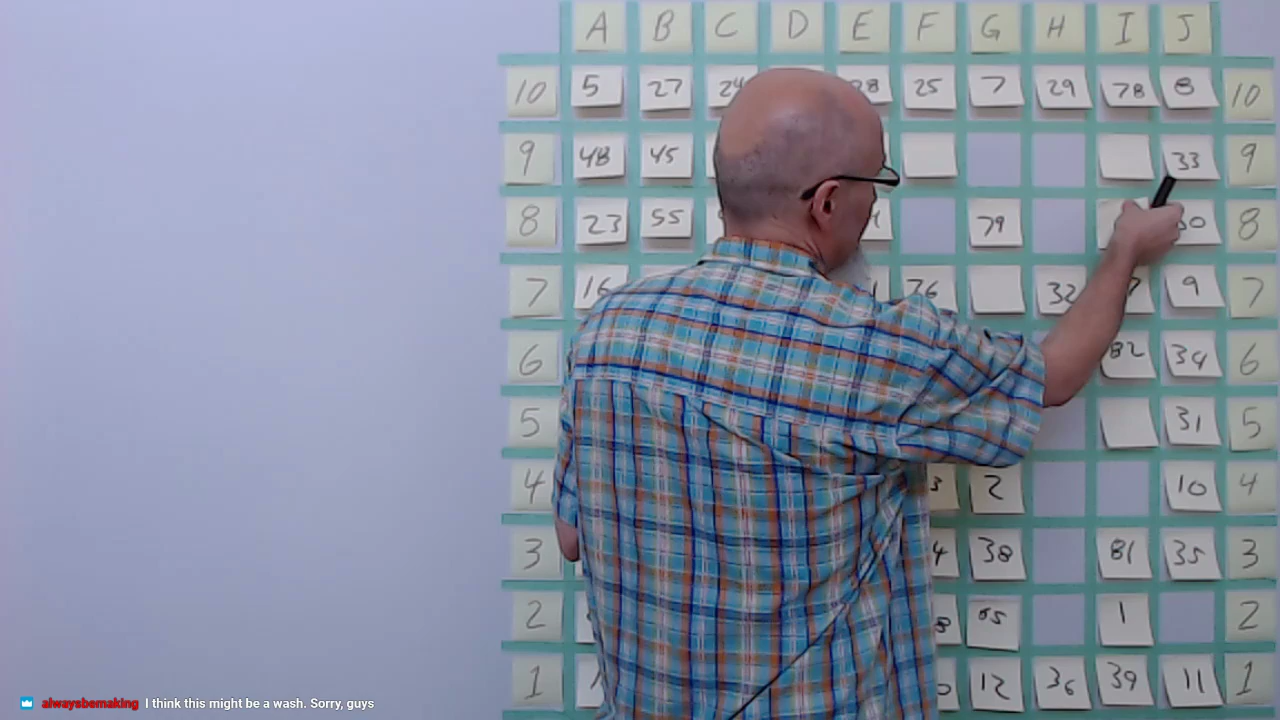 A B C D E F G H I J
10 5 27 24 28 25 7 29 78 8 10
9 48 45 33 9
8 23 55 79 8
7 16 32 9 7
6 82 34 6
5 31 5
4 2 10 4
3 38 81 35 3
2 65 1 2
1 12 36 39 11 1
alwaysbemaking I think this might be a wash. Sorry, guys